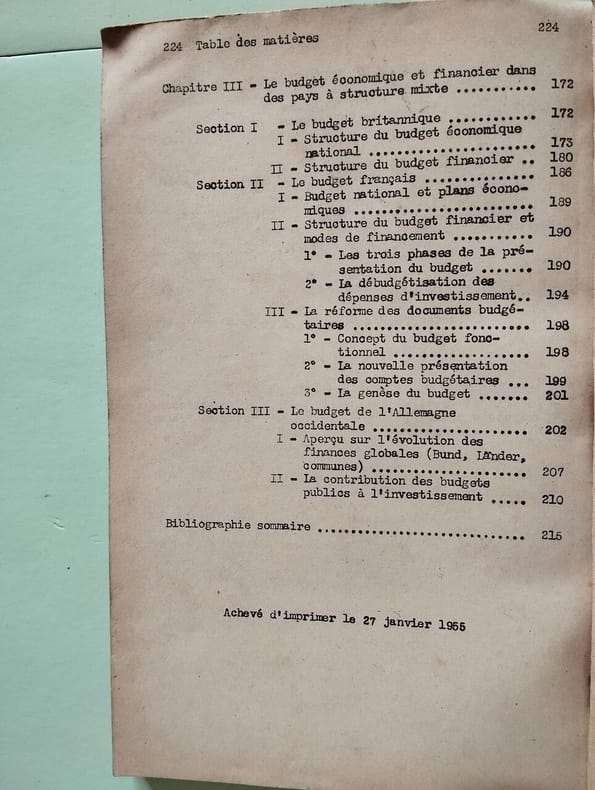 224 Table des matières 224
Chapitre III - Le budget économique et financier dans
des pays à structure mixte ........... 172
Section I - Le budget britannique ............ 172
I - Structure du budget économique
national ....................... 173
II - Structure du budget financier .. 180
Section II - Le budget français ............... 186
I - Budget national et plans écono-
miques ......................... 189
II - Structure du budget financier et
modes de financement ........... 190
1° - Les trois phases de la pré-
sentation du budget ....... 190
2° - La débudgétisation des
dépenses d'investissement.. 194
III - La réforme des documents budgé-
taires ......................... 198
1° - Concept du budget fonc-
tionnel ................... 198
2° - La nouvelle présentation
des comptes budgétaires ... 199
3° - La genèse du budget ....... 201
Section III - Le budget de l'Allemagne
occidentale ...................... 202
I - Aperçu sur l'évolution des
finances globales (Bund, Länder,
communes) ...................... 207
II - La contribution des budgets
publics à l'investissement ..... 210
Bibliographie sommaire ............................. 215
Achevé d'imprimer le 27 janvier 1955